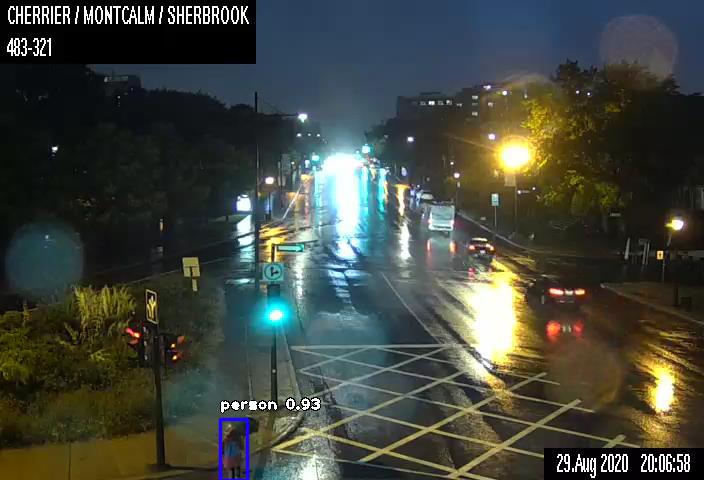 CHERRIER / MONTCALM / SHERBROOK
483-321
person 0.93
29.Aug 2020 20:06:58